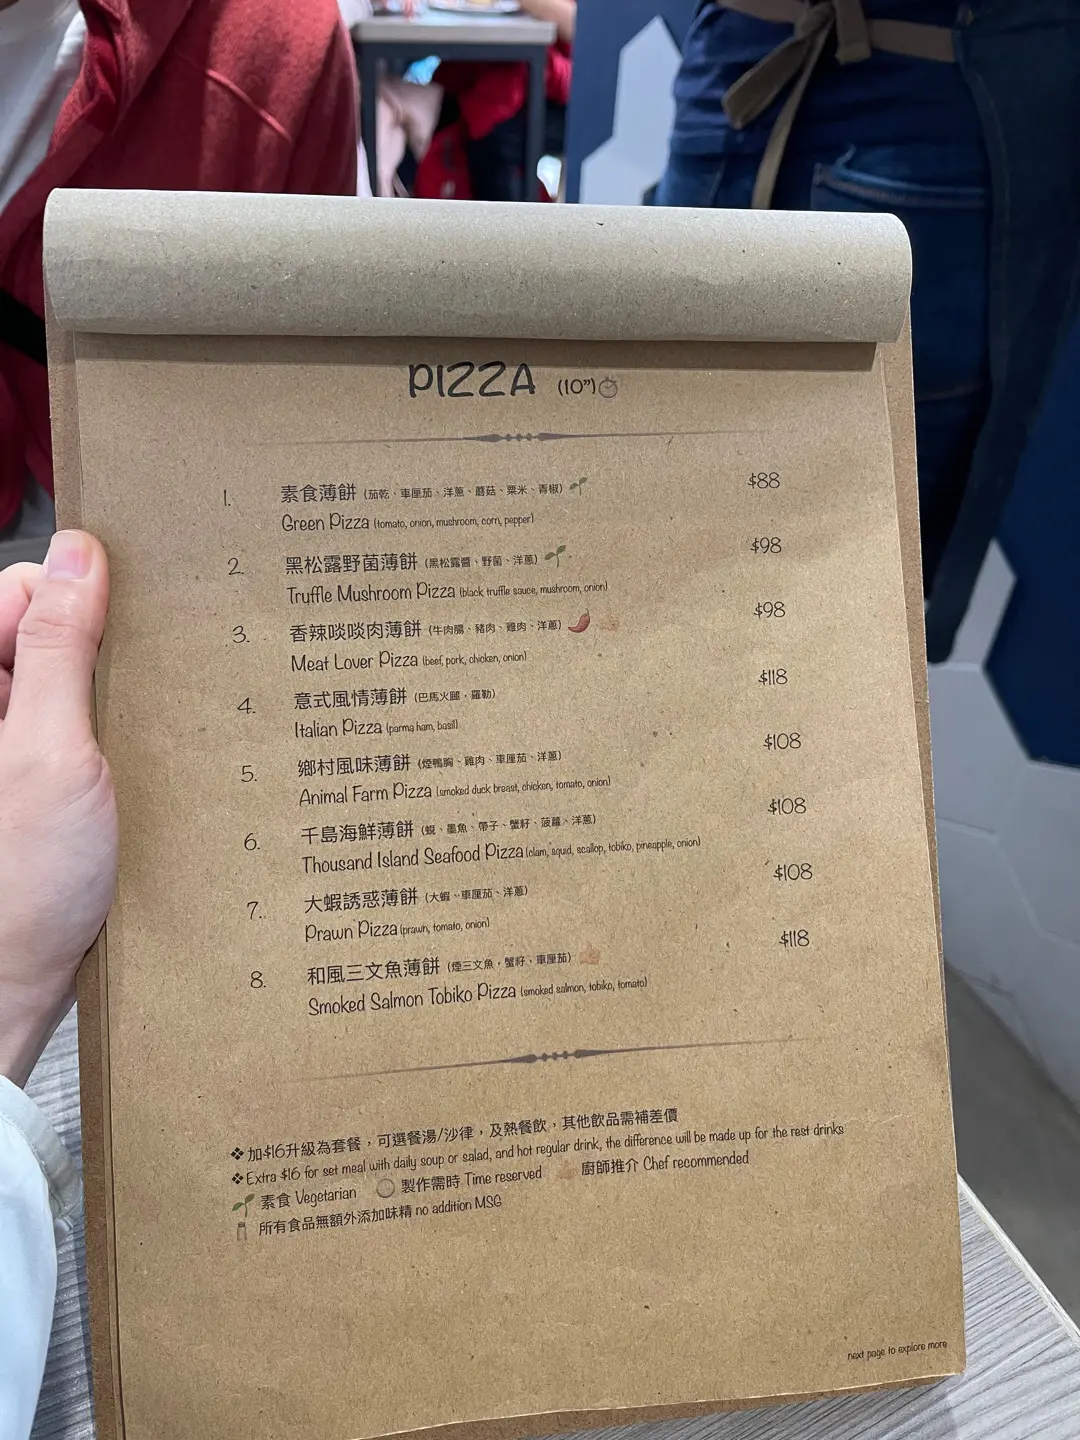 PIZZA (10”)
1. 素食薄餅 (茄乾、車厘茄、洋蔥、蘑菇、粟米、青椒) $88
Green Pizza (tomato, onion, mushroom, corn, pepper)
2. 黑松露野菌薄餅 (黑松露醬、野菌、洋蔥) $98
Truffle Mushroom Pizza (black truffle sauce, mushroom, onion)
3. 香辣啖啖肉薄餅 (牛肉腸、豬肉、雞肉、洋蔥) $98
Meat Lover Pizza (beef, pork, chicken, onion)
4. 意式風情薄餅 (巴馬火腿，羅勒) $118
Italian Pizza (parma ham, basil)
5. 鄉村風味薄餅 (煙鴨胸、雞肉、車厘茄、洋蔥) $108
Animal Farm Pizza (smoked duck breast, chicken, tomato, onion)
6. 千島海鮮薄餅 (蜆、墨魚、帶子、蟹籽、菠蘿、洋蔥) $108
Thousand Island Seafood Pizza (clam, squid, scallop, tobiko, pineapple, onion)
7. 大蝦誘惑薄餅 (大蝦、車厘茄、洋蔥) $108
Prawn Pizza (prawn, tomato, onion)
8. 和風三文魚薄餅 (煙三文魚，蟹籽，車厘茄) $118
Smoked Salmon Tobiko Pizza (smoked salmon, tobiko, tomato)
❖加$16升級為套餐，可選餐湯/沙律，及熱餐飲，其他飲品需補差價
❖Extra $16 for set meal with daily soup or salad, and hot regular drink, the difference will be made up for the rest drinks
素食 Vegetarian 製作需時 Time reserved 廚師推介 Chef recommended
所有食品無額外添加味精 no addition MSG
next page to explore more